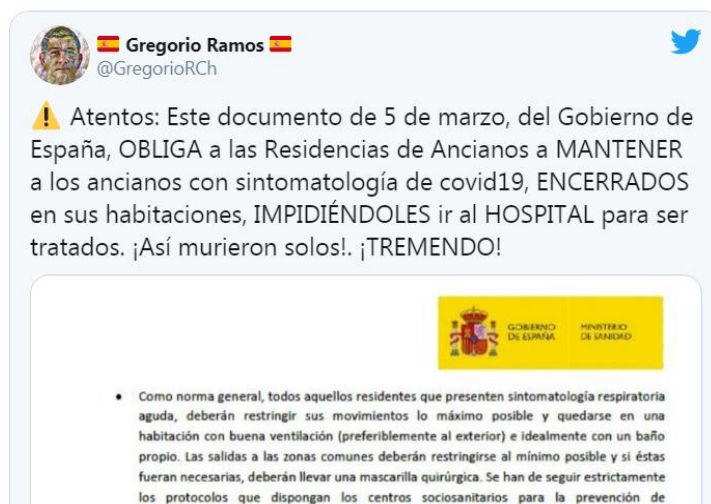 Gregorio Ramos
@GregorioRCh
Atentos: Este documento de 5 de marzo, del Gobierno de
España, OBLIGA a las Residencias de Ancianos a MANTENER
a los ancianos con sintomatología de covid19, ENCERRADOS
en sus habitaciones, IMPIDIÉNDOLES ir al HOSPITAL para ser
tratados. ¡Así murieron solos!. ¡TREMENDO!
GOBIERNO MINISTERIO
DE ESPAÑA DE SANIDAD
• Como norma general, todos aquellos residentes que presenten sintomatología respiratoria
aguda, deberán restringir sus movimientos lo máximo posible y quedarse en una
habitación con buena ventilación (preferiblemente al exterior) e idealmente con un baño
propio. Las salidas a las zonas comunes deberán restringirse al mínimo posible y si éstas
fueran necesarias, deberán llevar una mascarilla quirúrgica. Se han de seguir estrictamente
los protocolos que dispongan los centros sociosanitarios para la prevención de